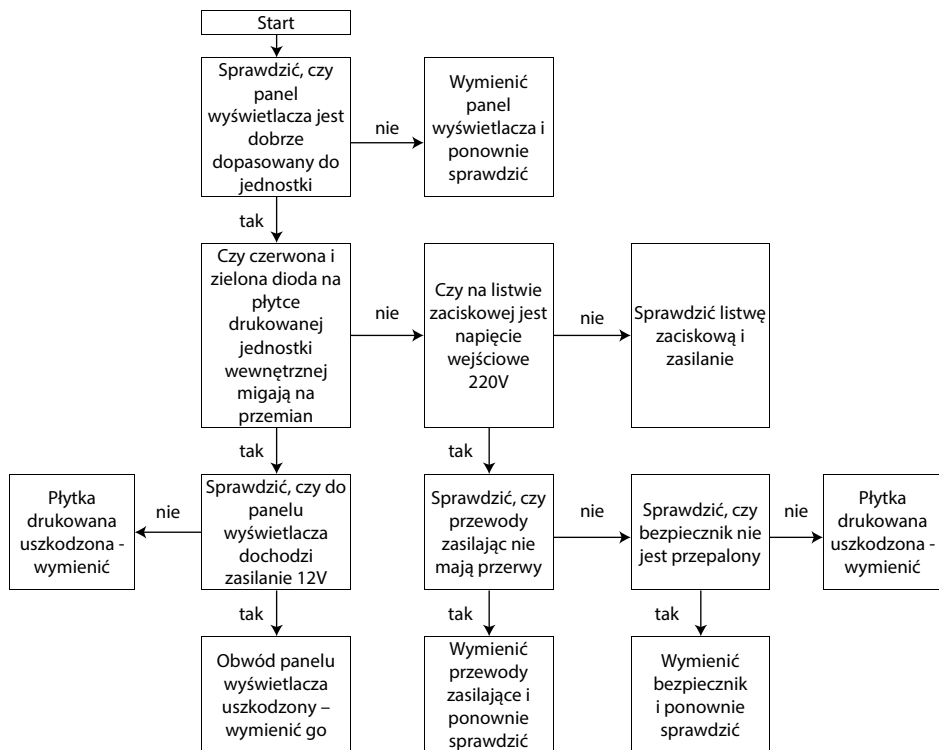 Start
Sprawdzić, czy
panel
wyświetlacza jest
dobrze
dopasowany do
jednostki
nie
Wymienić
panel
wyświetlacza i
ponownie
sprawdzić
tak
Czy czerwona i
zielona dioda na
płytce
drukowanej
jednostki
wewnętrznej
migają na
przemian
nie
Czy na listwie
zaciskowej jest
napięcie
wejściowe
220V
nie
Sprawdzić listwę
zaciskową i
zasilanie
tak
tak
Płytka
drukowana
uszkodzona -
wymienić
nie
Sprawdzić, czy do
panelu
wyświetlacza
dochodzi
zasilanie 12V
Sprawdzić, czy
przewody
zasilając nie
mają przerwy
nie
Sprawdzić, czy
bezpiecznik nie
jest przepalony
nie
Płytka
drukowana
uszkodzona -
wymienić
tak
tak
tak
Obwód panelu
wyświetlacza
uszkodzony –
wymienić go
Wymienić
przewody
zasilające i
ponownie
sprawdzić
Wymienić
bezpiecznik
i ponownie
sprawdzić